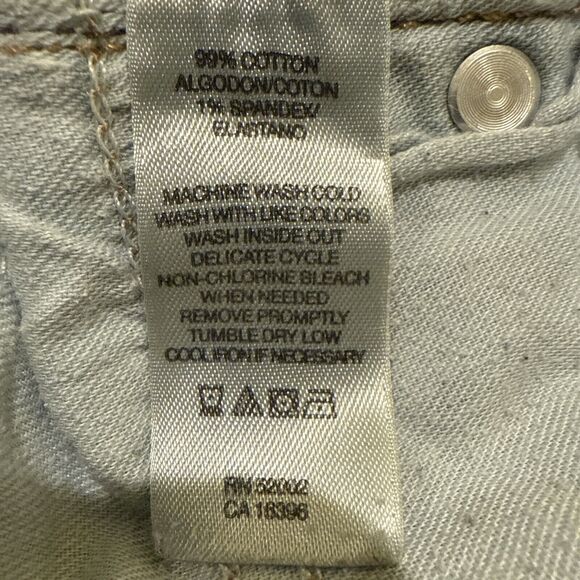 99% COTTON
ALGODON/COTON
1% SPANDEX/
ELASTANO
MACHINE WASH COLD
WASH WITH LIKE COLORS
WASH INSIDE OUT
DELICATE CYCLE
NON-CHLORINE BLEACH
WHEN NEEDED
REMOVE PROMPTLY
TUMBLE DRY LOW
COOL IRON IF NECESSARY
RN 52002
CA 16396